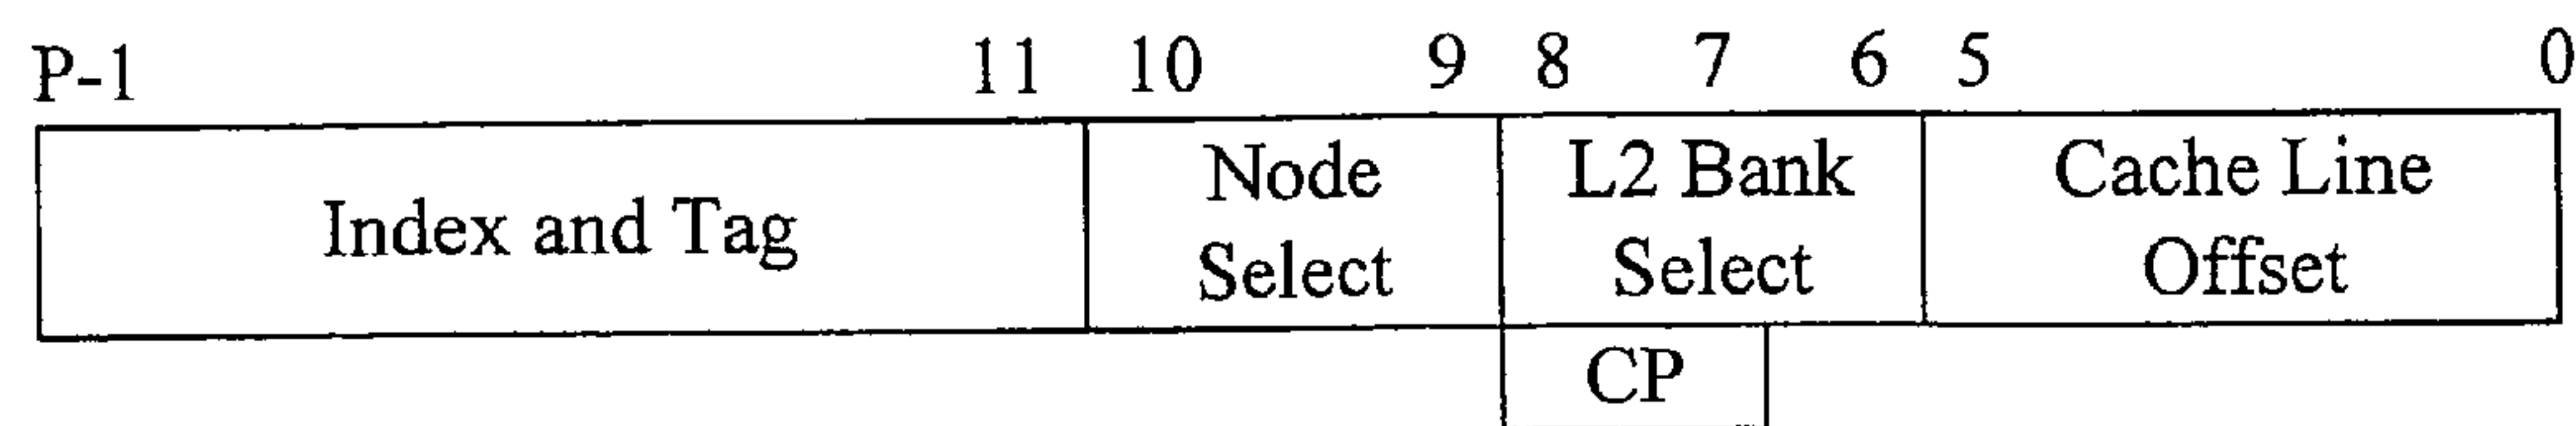 P-1 11 10 9 8 7 6 5 0
Index and Tag
Node
Select
L2 Bank
Select
Cache Line
Offset
CP